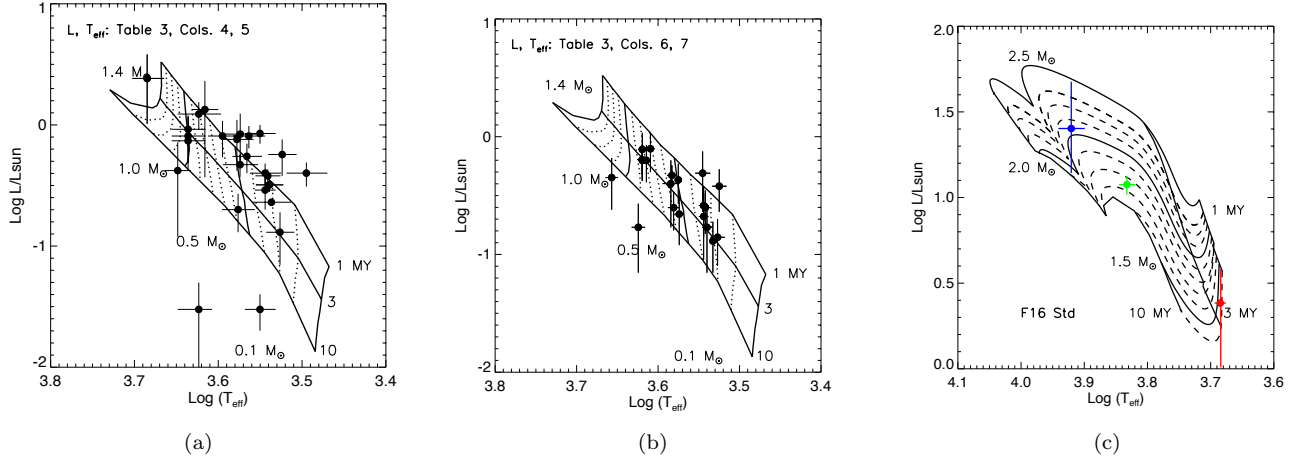 L, Teff: Table 3, Cols. 4, 5
1.4 M⊙
1.0 M⊙
0.5 M⊙
0.1 M⊙
1 MY
3
10
1
0
-1
-2
Log L/Lsun
3.8 3.7 3.6 3.5 3.4
Log (Teff)
(a)
L, Teff: Table 3, Cols. 6, 7
1.4 M⊙
1.0 M⊙
0.5 M⊙
0.1 M⊙
1 MY
3
10
1
0
-1
-2
Log L/Lsun
3.8 3.7 3.6 3.5 3.4
Log (Teff)
(b)
2.5 M⊙
2.0 M⊙
1.5 M⊙
1 MY
3 MY
10 MY
F16 Std
2.0
1.5
1.0
0.5
0.0
Log L/Lsun
4.1 4.0 3.9 3.8 3.7 3.6
Log (Teff)
(c)